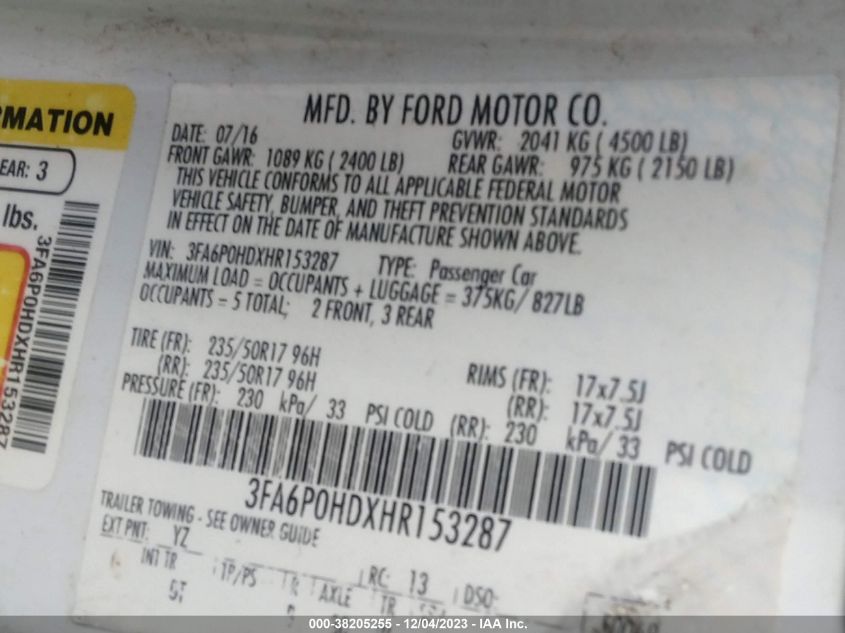 RMATION
EAR: 3
lbs.
3FA6P0HDXHR153287
MFD. BY FORD MOTOR CO.
DATE: 07/16 GVWR: 2041 KG ( 4500 LB)
FRONT GAWR: 1089 KG ( 2400 LB) REAR GAWR: 975 KG ( 2150 LB)
THIS VEHICLE CONFORMS TO ALL APPLICABLE FEDERAL MOTOR
VEHICLE SAFETY, BUMPER, AND THEFT PREVENTION STANDARDS
IN EFFECT ON THE DATE OF MANUFACTURE SHOWN ABOVE.
VIN: 3FA6P0HDXHR153287 TYPE: Passenger Car
MAXIMUM LOAD = OCCUPANTS + LUGGAGE = 375KG/ 827LB
OCCUPANTS = 5 TOTAL; 2 FRONT, 3 REAR
TIRE (FR): 235/50R17 96H RIMS (FR): 17x7.5J
(RR): 235/50R17 96H (RR): 17x7.5J
PRESSURE (FR): 230 kPa/ 33 PSI COLD (RR): 230 kPa/33 PSI COLD
3FA6P0HDXHR153287
TRAILER TOWING - SEE OWNER GUIDE
EXT PNT: YZ RC: 13 DSO:
INT TR TP/PS R AXLE TR
ST
000-38205255 - 12/04/2023 - IAA Inc.